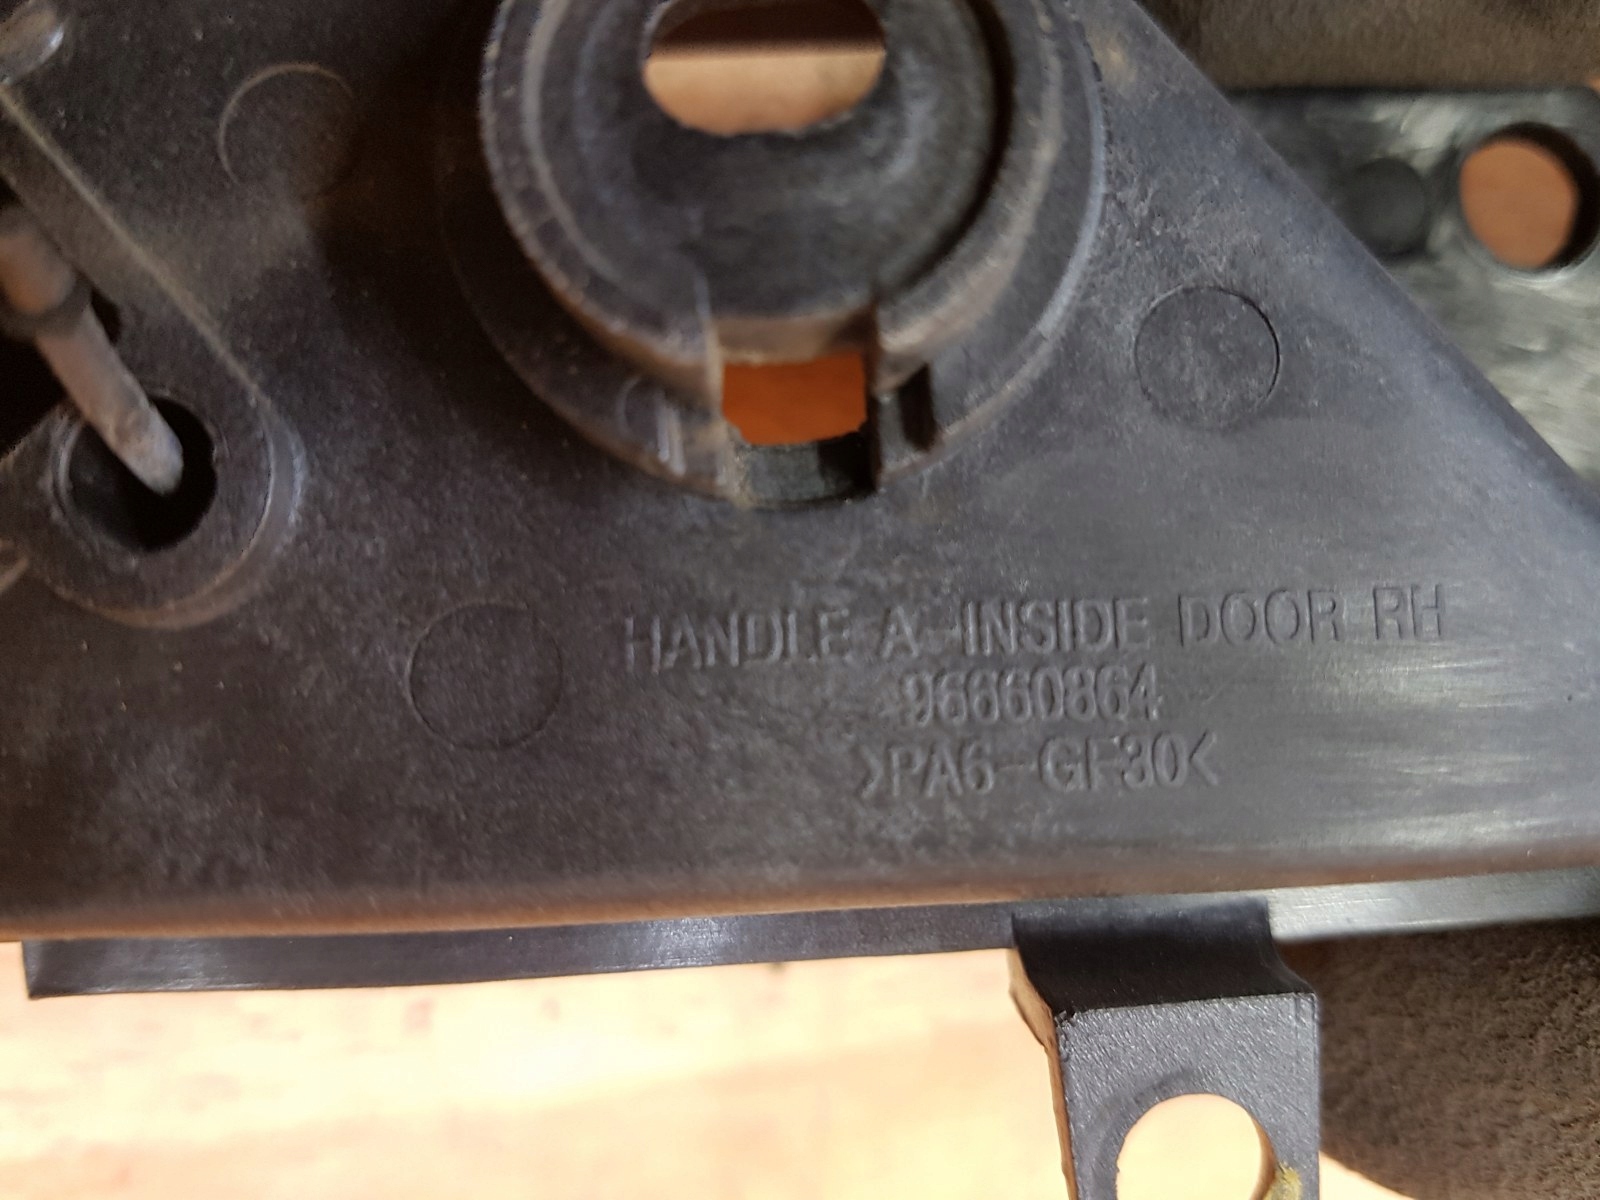 HANDLE A-INSIDE DOOR RH
96660864
>PA6-GF30<